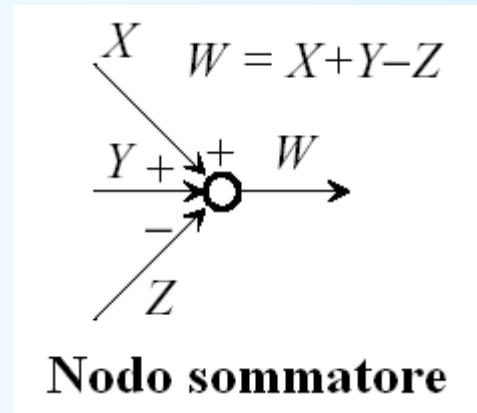 X W = X+Y–Z
Y + + W
–
Z
Nodo sommatore